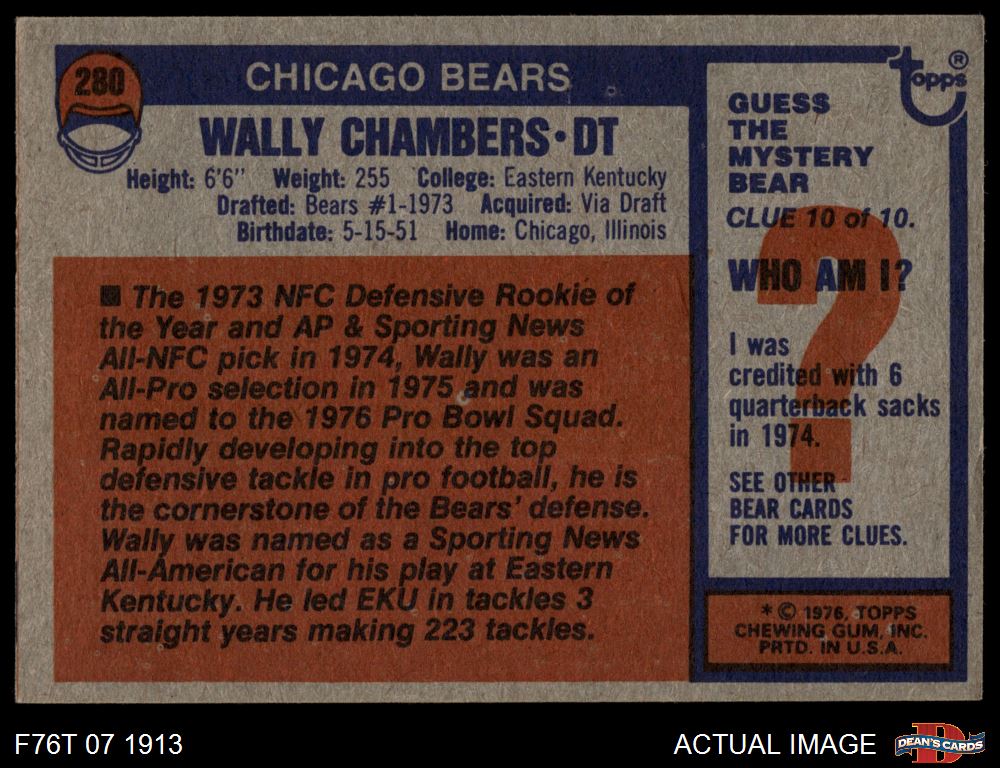 280
CHICAGO BEARS
WALLY CHAMBERS • DT
Height: 6'6" Weight: 255 College: Eastern Kentucky
Drafted: Bears #1-1973 Acquired: Via Draft
Birthdate: 5-15-51 Home: Chicago, Illinois
■ The 1973 NFC Defensive Rookie of
the Year and AP & Sporting News
All-NFC pick in 1974, Wally was an
All-Pro selection in 1975 and was
named to the 1976 Pro Bowl Squad.
Rapidly developing into the top
defensive tackle in pro football, he is
the cornerstone of the Bears' defense.
Wally was named as a Sporting News
All-American for his play at Eastern
Kentucky. He led EKU in tackles 3
straight years making 223 tackles.
topps®
GUESS
THE
MYSTERY
BEAR
CLUE 10 of 10.
?
WHO AM I?
I was
credited with 6
quarterback sacks
in 1974.
SEE OTHER
BEAR CARDS
FOR MORE CLUES.
* © 1976, TOPPS
CHEWING GUM, INC.
PRTD. IN U.S.A.
F76T 07 1913
ACTUAL IMAGE
D
DEAN'S CARDS